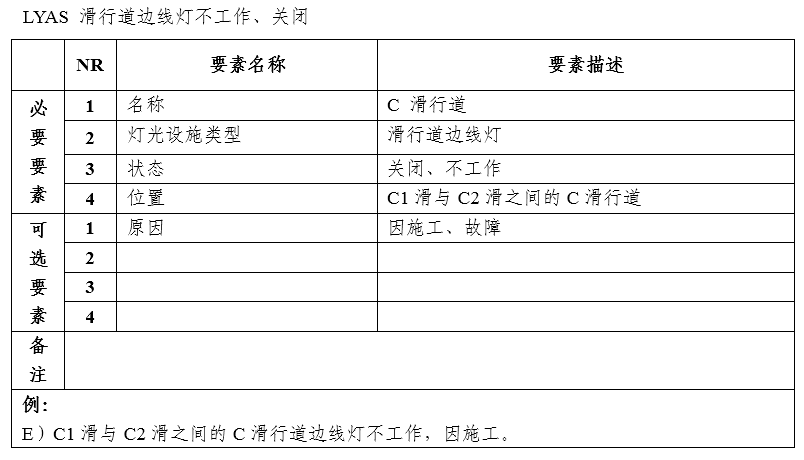 LYAS 滑行道边线灯不工作、关闭
NR 要素名称 要素描述
必要要素
1 名称 C 滑行道
2 灯光设施类型 滑行道边线灯
3 状态 关闭、不工作
4 位置 C1 滑与 C2 滑之间的 C 滑行道
可选要素
1 原因 因施工、故障
2
3
4
备注
例：
E）C1 滑与 C2 滑之间的 C 滑行道边线灯不工作，因施工。